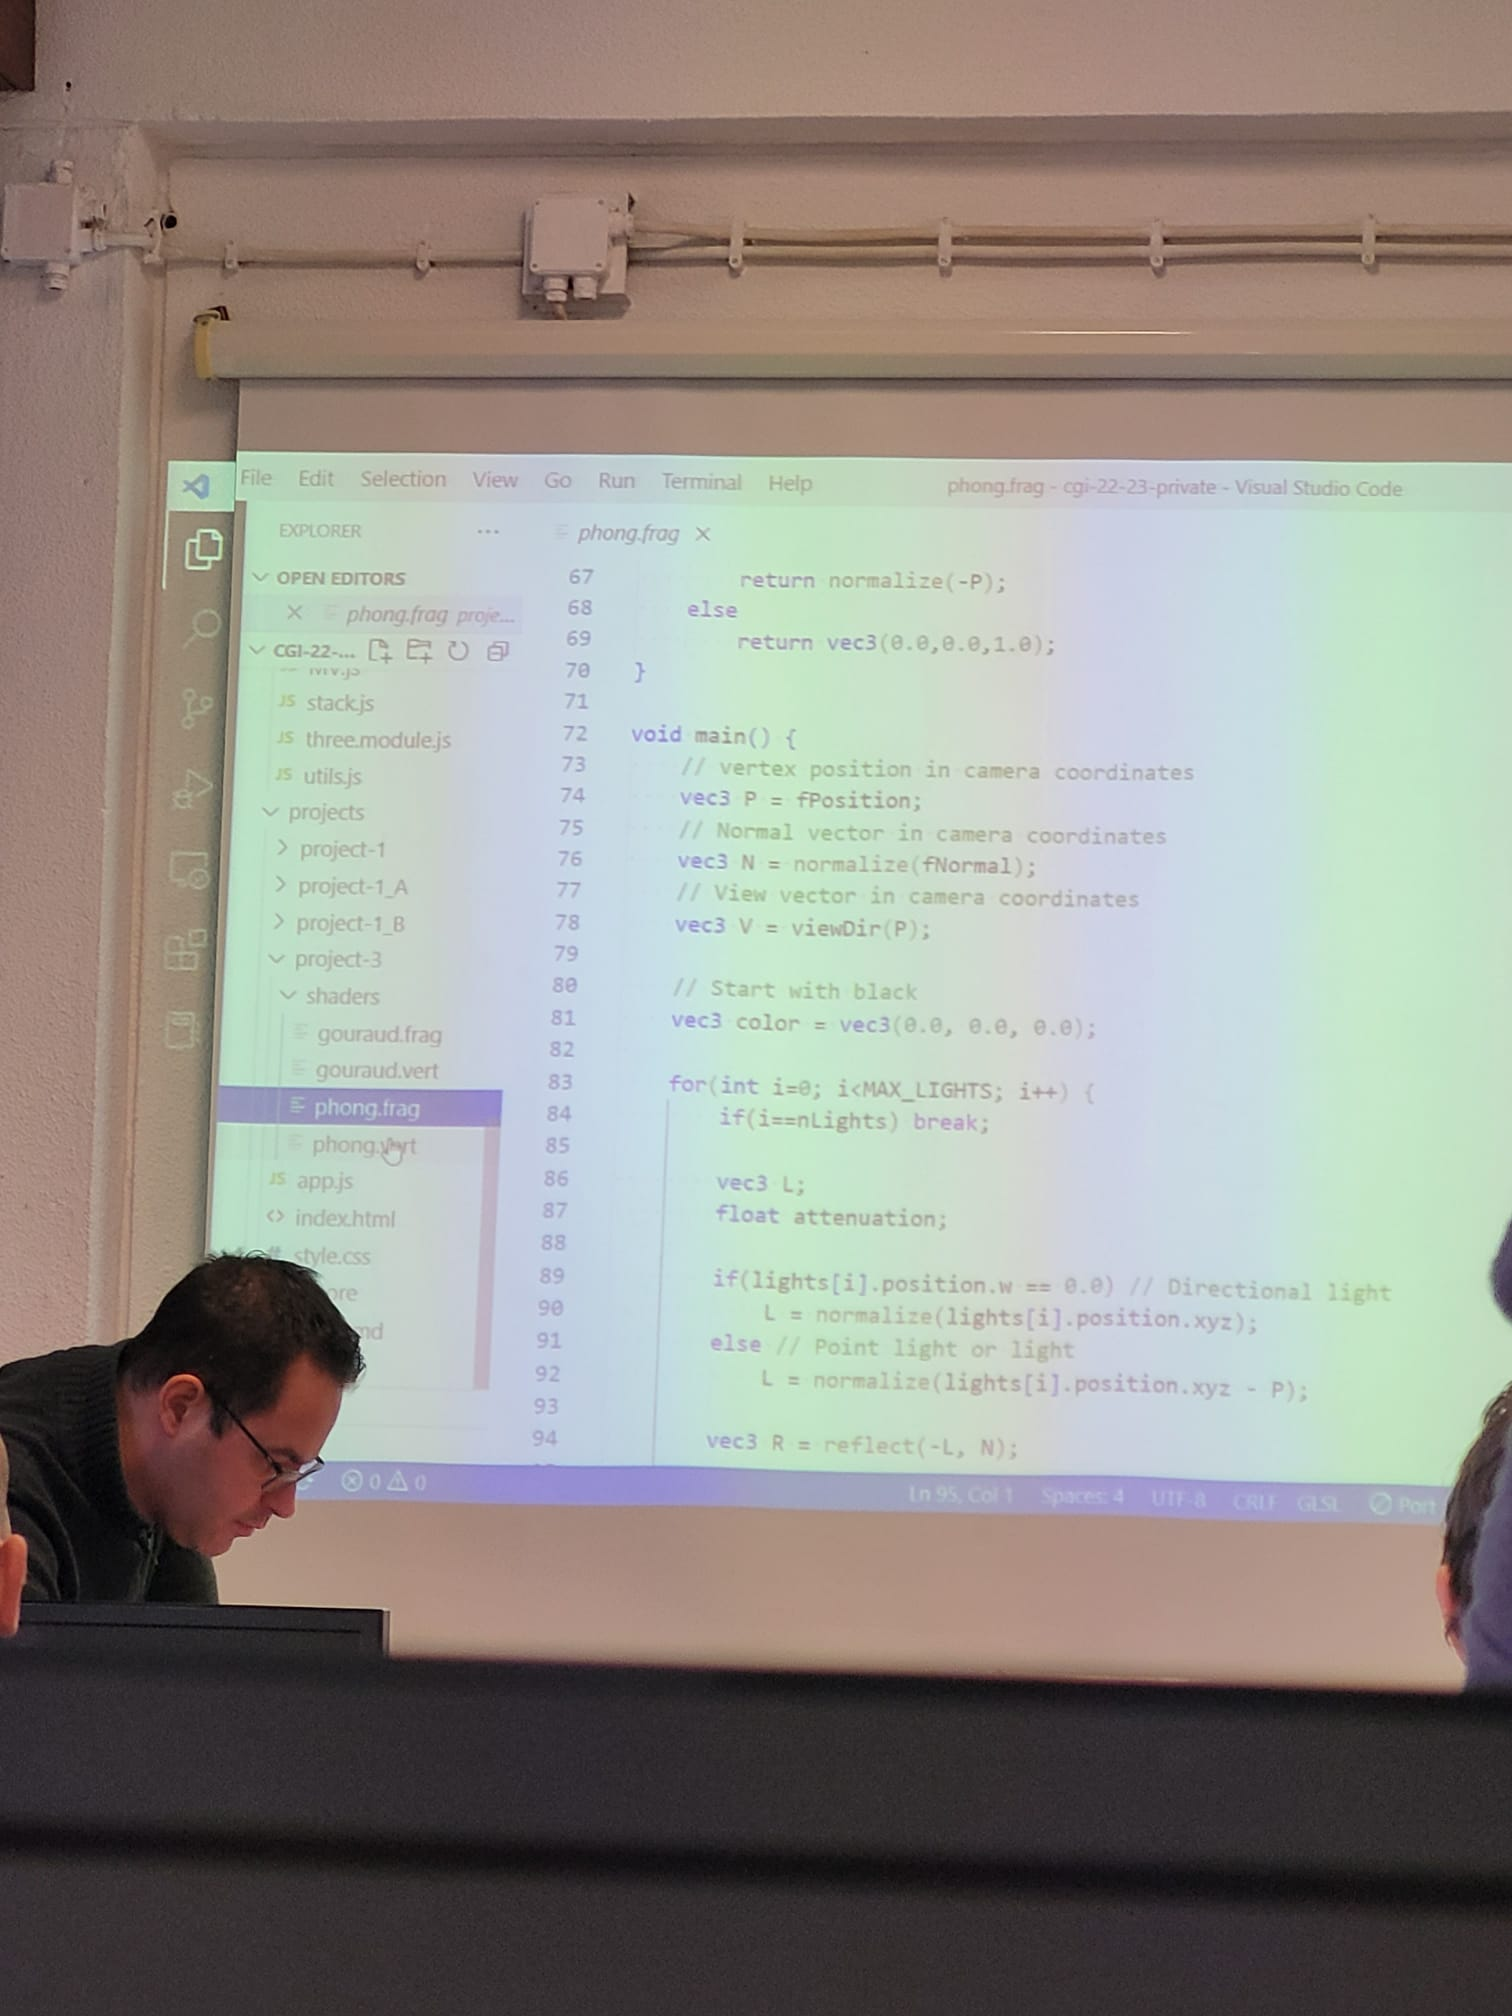 File Edit Selection View Go Run Terminal Help phong.frag - cgi-22-23-private - Visual Studio Code
EXPLORER ...
OPEN EDITORS
phong.frag proje...
CGI-22-...
MV.js
JS stack.js
JS three.module.js
JS utils.js
projects
project-1
project-1_A
project-1_B
project-3
shaders
gouraud.frag
gouraud.vert
phong.frag
phong.vert
JS app.js
<> index.html
# style.css
phong.frag
67 return normalize(-P);
68 else
69 return vec3(0.0,0.0,1.0);
70 }
71
72 void main() {
73 // vertex position in camera coordinates
74 vec3 P = fPosition;
75 // Normal vector in camera coordinates
76 vec3 N = normalize(fNormal);
77 // View vector in camera coordinates
78 vec3 V = viewDir(P);
79
80 // Start with black
81 vec3 color = vec3(0.0, 0.0, 0.0);
82
83 for(int i=0; i<MAX_LIGHTS; i++) {
84 if(i==nLights) break;
85
86 vec3 L;
87 float attenuation;
88
89 if(lights[i].position.w == 0.0) // Directional light
90 L = normalize(lights[i].position.xyz);
91 else // Point light or light
92 L = normalize(lights[i].position.xyz - P);
93
94 vec3 R = reflect(-L, N);
0 0 Ln 95, Col 1 Spaces: 4 UTF-8 CRLF GLSL Port